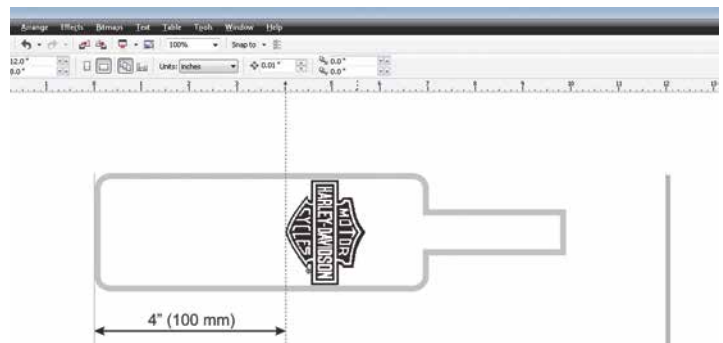 Arrange Effects Bitmaps Text Table Tools Window Help
100% Snap to
12.0" Units: inches 0.01" 0.0"
8.0" 0.0"
1 0 1 2 3 4 5 6 7 8 9 10 11 12 13
MOTOR
HARLEY-DAVIDSON
CYCLES
4" (100 mm)